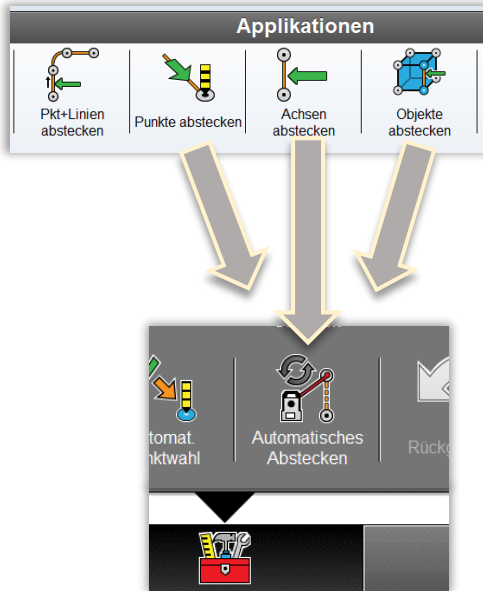 Applikationen
Pkt+Linien
abstecken
Punkte abstecken
Achsen
abstecken
Objekte
abstecken
Automatisches
Abstecken